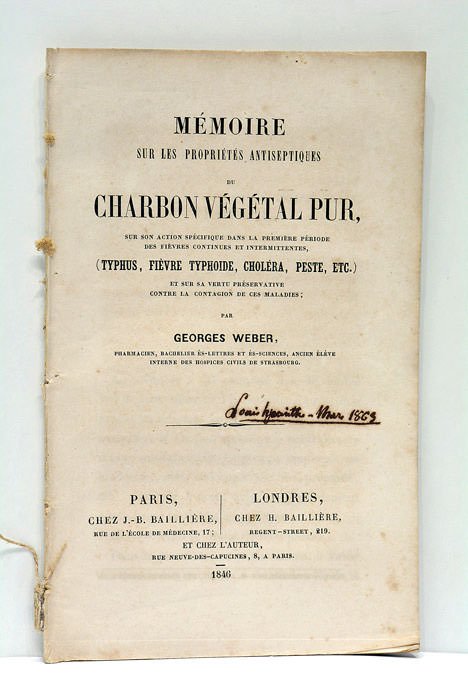 MÉMOIRE
SUR LES PROPRIÉTÉS ANTISEPTIQUES
DU
CHARBON VÉGÉTAL PUR,
SUR SON ACTION SPÉCIFIQUE DANS LA PREMIÈRE PÉRIODE
DES FIÈVRES CONTINUES ET INTERMITTENTES,
(TYPHUS, FIÈVRE TYPHOIDE, CHOLÉRA, PESTE, ETC.)
ET SUR SA VERTU PRÉSERVATIVE
CONTRE LA CONTAGION DE CES MALADIES;
PAR
GEORGES WEBER,
PHARMACIEN, BACHELIER ÈS-LETTRES ET ÈS-SCIENCES, ANCIEN ÉLÈVE
INTERNE DES HOSPICES CIVILS DE STRASBOURG.
Louis hyacinthe 1863
PARIS,
CHEZ J.-B. BAILLIÈRE,
RUE DE L'ÉCOLE DE MÉDECINE, 17;
LONDRES,
CHEZ H. BAILLIÈRE,
REGENT-STREET, 219.
ET CHEZ L'AUTEUR,
RUE NEUVE-DES-CAPUCINES, 8, A PARIS.
1846